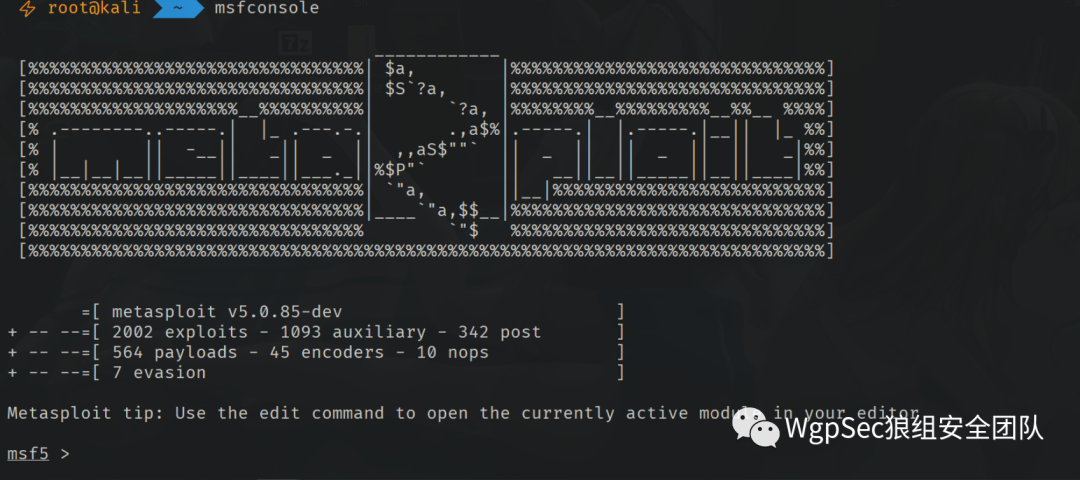 root@kali ~ msfconsole
metasploit
=[ metasploit v5.0.85-dev ]
+ -- --=[ 2002 exploits - 1093 auxiliary - 342 post ]
+ -- --=[ 564 payloads - 45 encoders - 10 nops ]
+ -- --=[ 7 evasion ]
Metasploit tip: Use the edit command to open the currently active module in your editor
WgpSec狼组安全团队
msf5 >